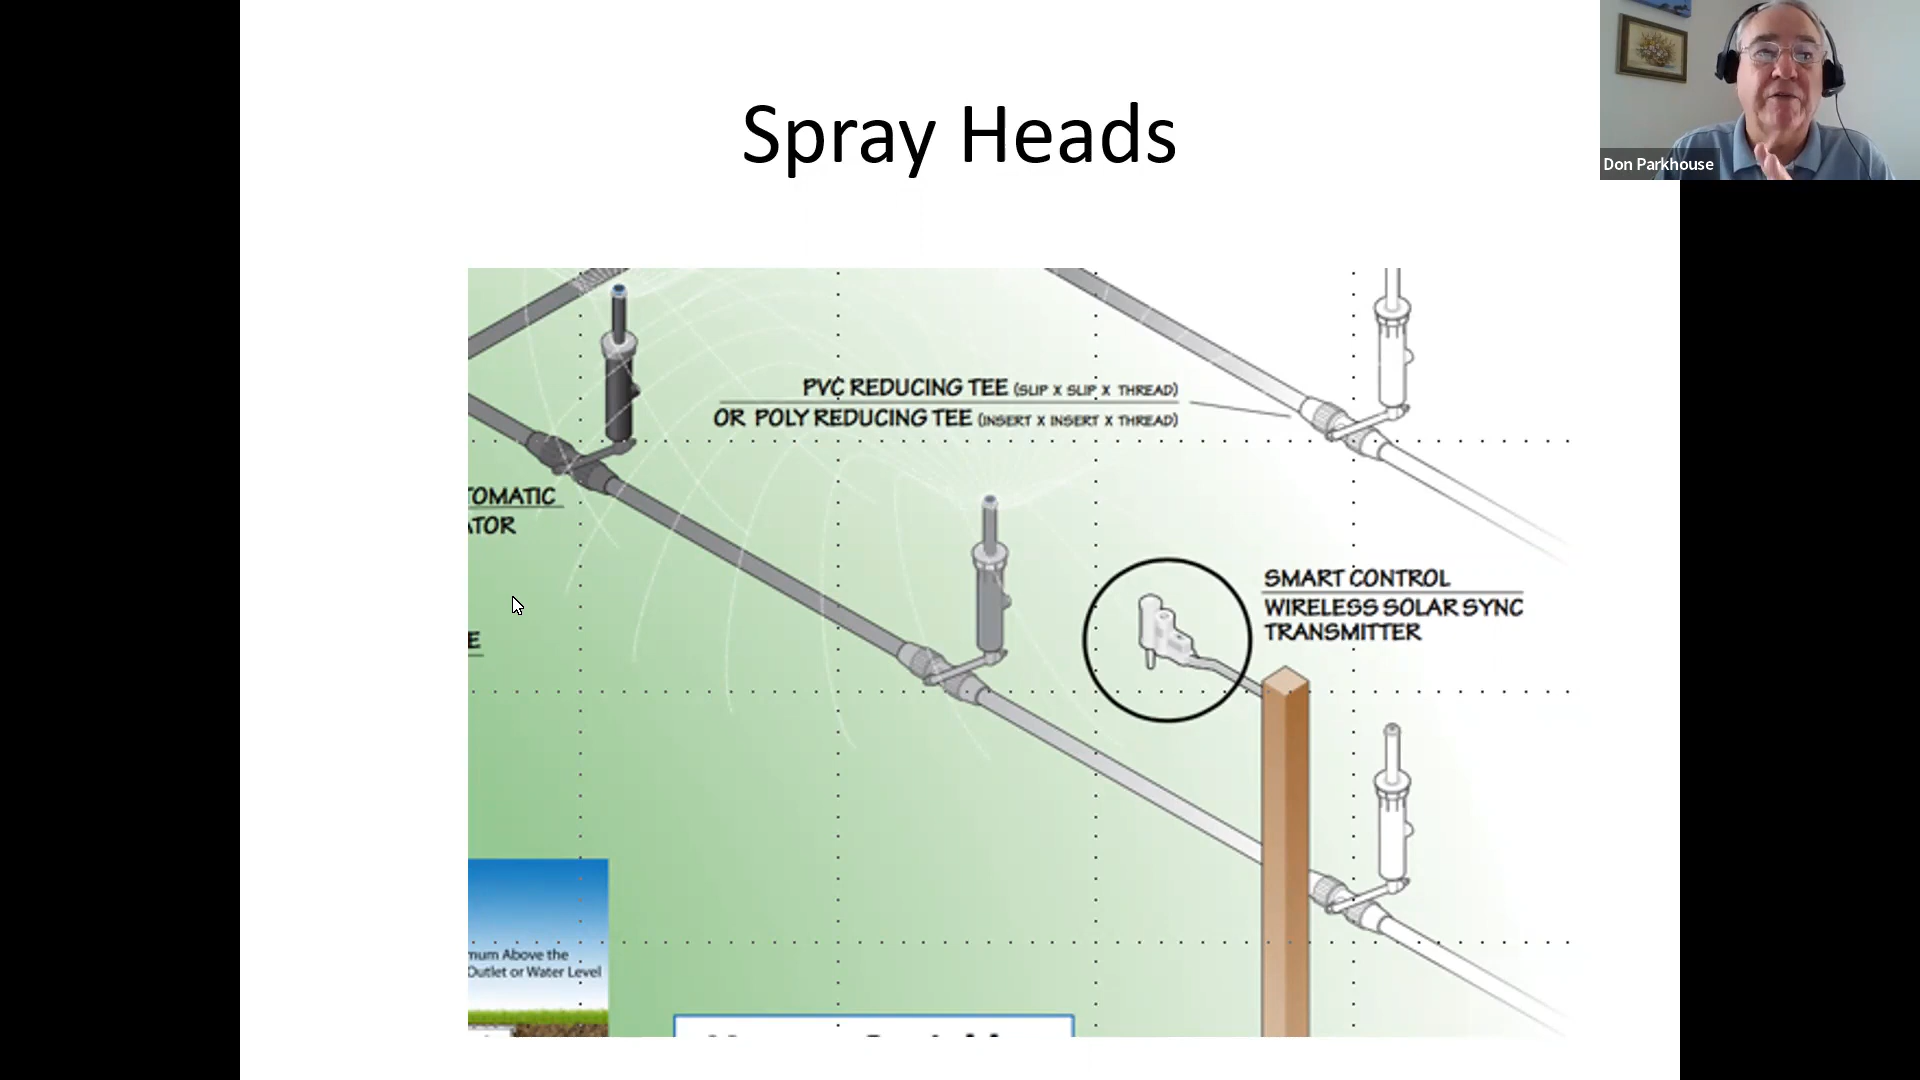 Spray Heads
Don Parkhouse
PVC REDUCING TEE (SLIP X SLIP X THREAD)
OR POLY REDUCING TEE (INSERT X INSERT X THREAD)
TOMATIC
ATOR
SMART CONTROL
WIRELESS SOLAR SYNC
TRANSMITTER
E
mum Above the
Outlet or Water Level